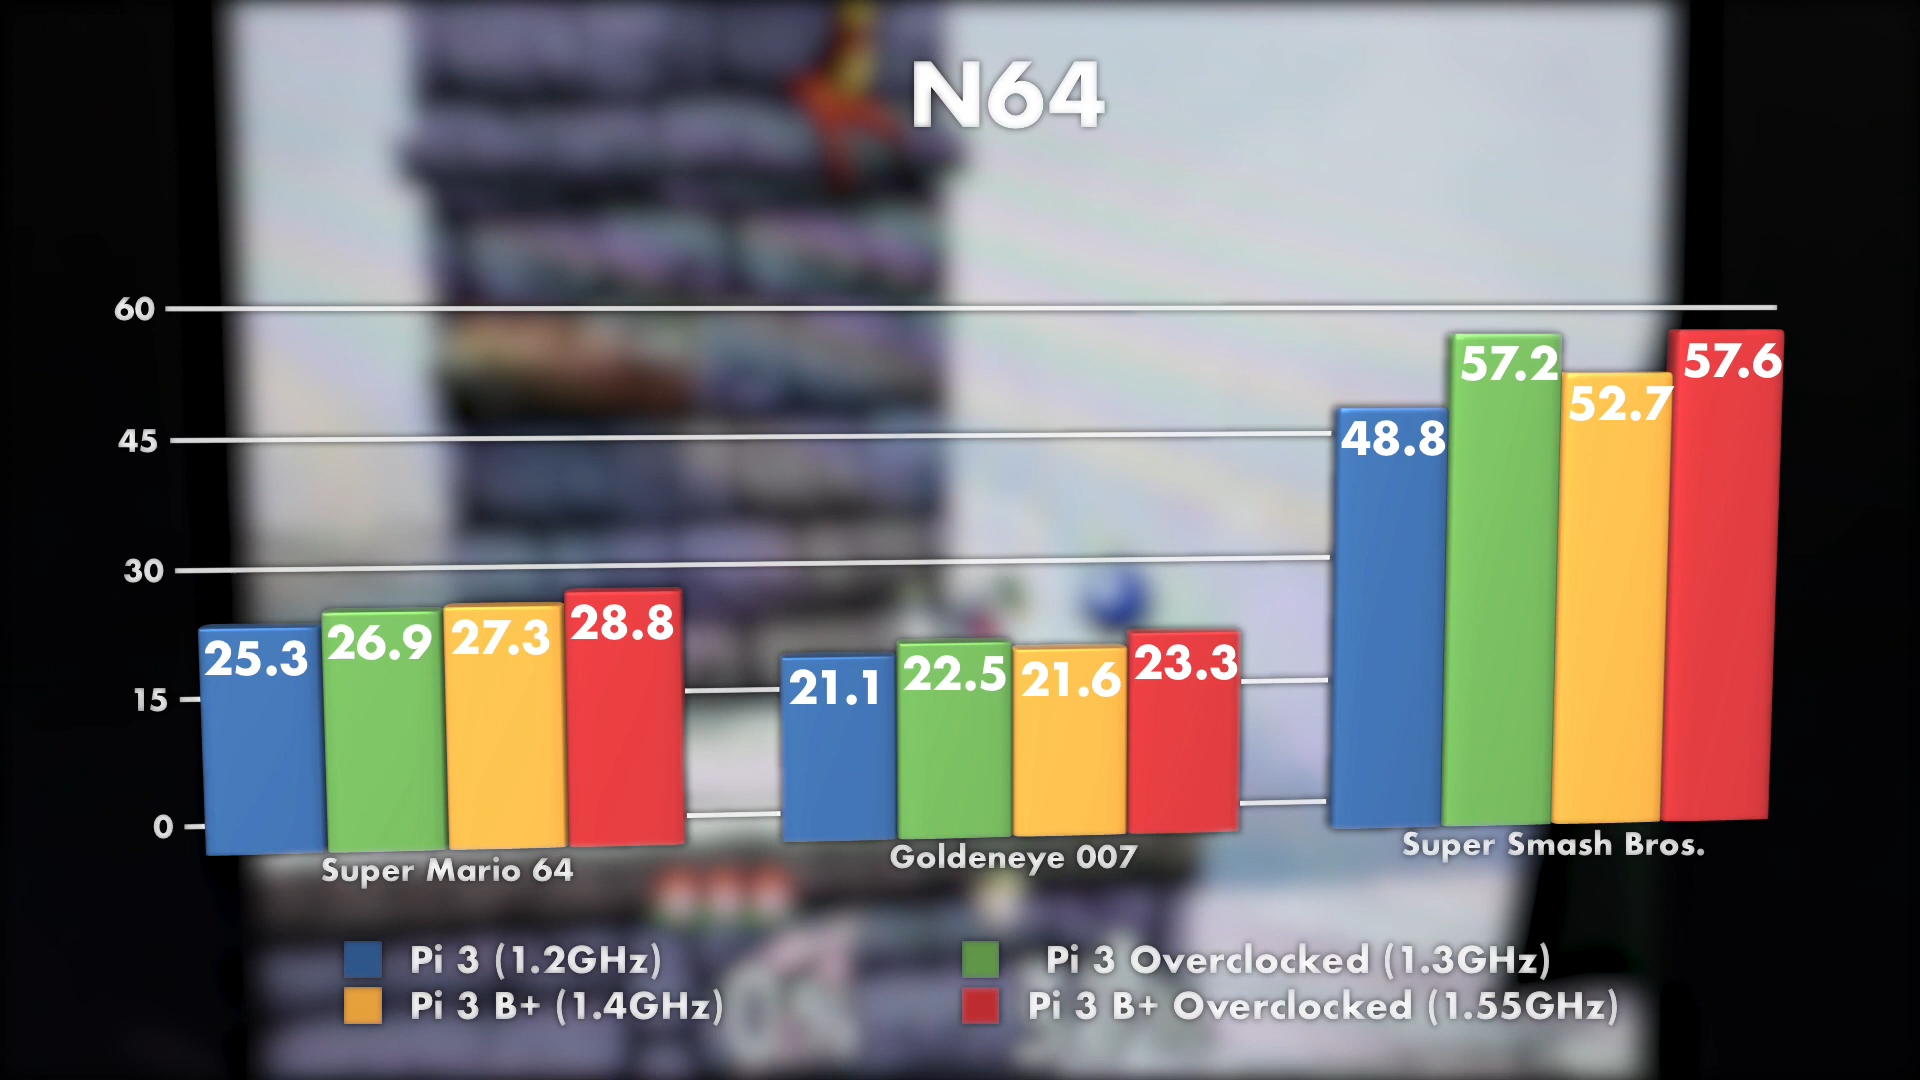 N64
60
45
30
15
0
25.3 26.9 27.3 28.8
21.1 22.5 21.6 23.3
48.8 57.2 52.7 57.6
Super Mario 64
Goldeneye 007
Super Smash Bros.
Pi 3 (1.2GHz)
Pi 3 Overclocked (1.3GHz)
Pi 3 B+ (1.4GHz)
Pi 3 B+ Overclocked (1.55GHz)